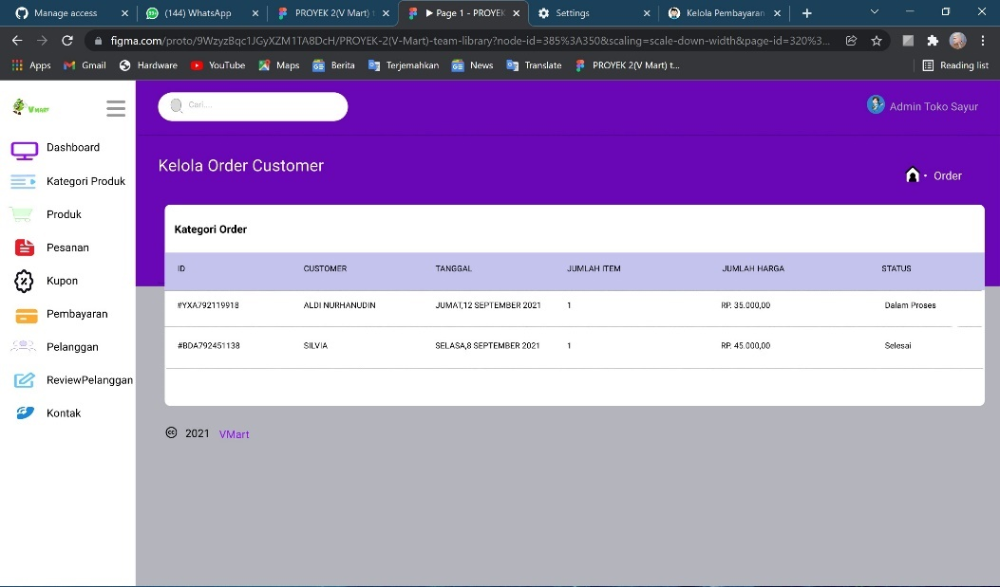 Manage access
(144) WhatsApp
PROYEK 2(V Mart) t
Page 1 - PROYEK
Settings
Kelola Pembayaran
figma.com/proto/9WzyzBqc1JGyXZM1TA8DcH/PROYEK-2(V-Mart)-team-library?node-id=385%3A350&scaling=scale-down-width&page-id=320%3...
Apps
Gmail
Hardware
YouTube
Maps
Berita
Terjemahkan
News
Translate
PROYEK 2(V Mart) t...
Reading list
V MART
Cari....
Admin Toko Sayur
Dashboard
Kategori Produk
Produk
Pesanan
Kupon
Pembayaran
Pelanggan
ReviewPelanggan
Kontak
Kelola Order Customer
• Order
Kategori Order
ID CUSTOMER TANGGAL JUMLAH ITEM JUMLAH HARGA STATUS
#YXA792119918 ALDI NURHANUDIN JUMAT,12 SEPTEMBER 2021 1 RP. 35.000,00 Dalam Proses
#BDA792451138 SILVIA SELASA,8 SEPTEMBER 2021 1 RP. 45.000,00 Selesai
2021 VMart